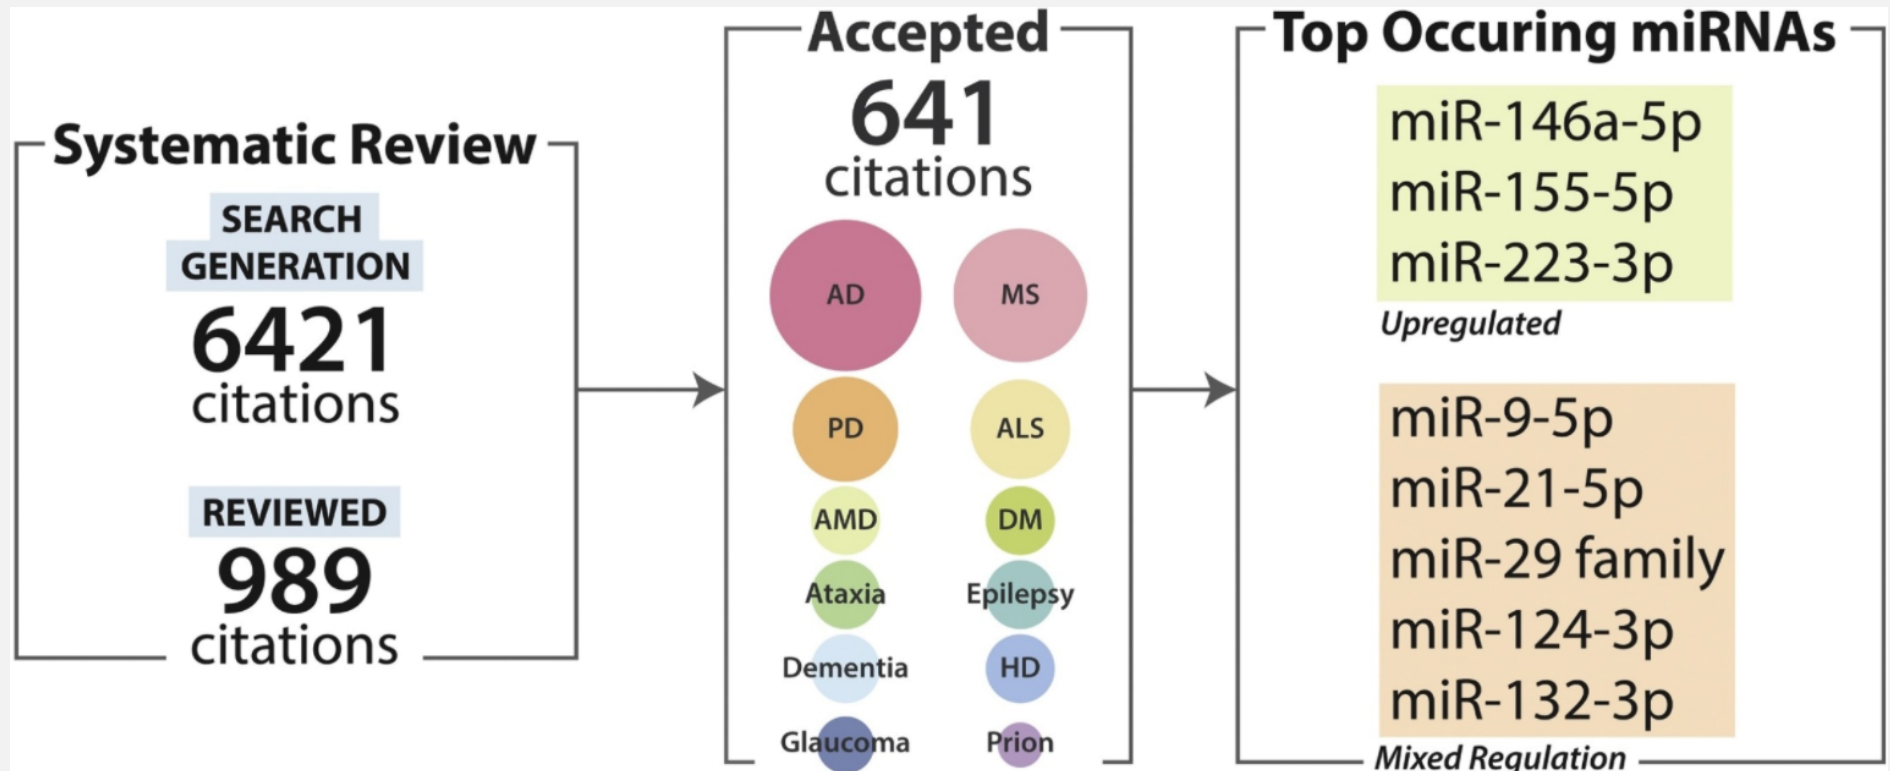 Systematic Review
SEARCH
GENERATION
6421
citations
REVIEWED
989
citations
Accepted
641
citations
AD
MS
PD
ALS
AMD
DM
Ataxia
Epilepsy
Dementia
HD
Glaucoma
Prion
Top Occuring miRNAs
miR-146a-5p
miR-155-5p
miR-223-3p
Upregulated
miR-9-5p
miR-21-5p
miR-29 family
miR-124-3p
miR-132-3p
Mixed Regulation